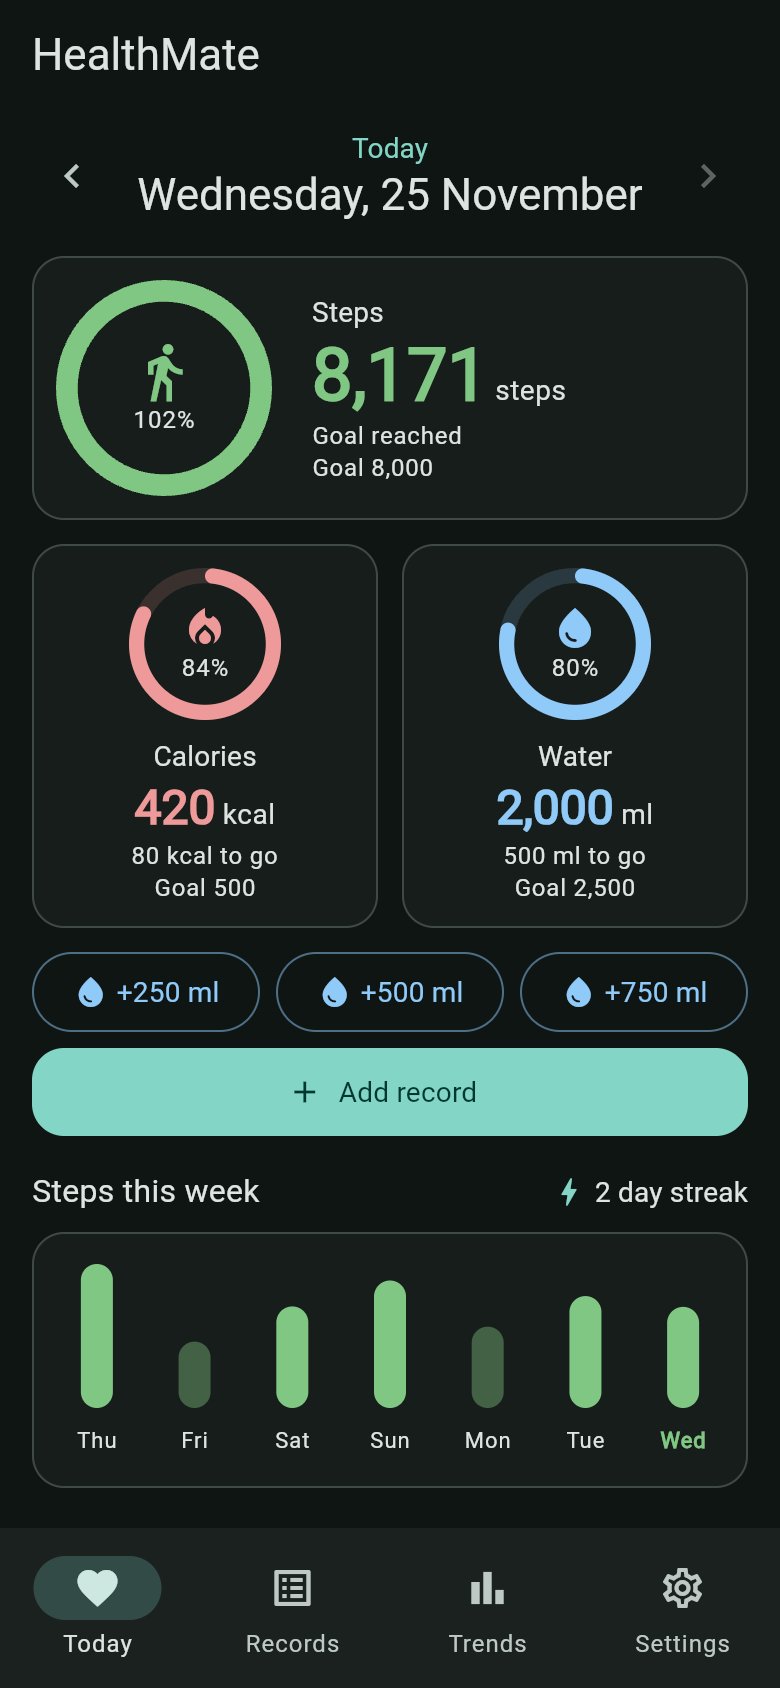 HealthMate
Today
Wednesday, 25 November
102%
Steps
8,171 steps
Goal reached
Goal 8,000
84%
Calories
420 kcal
80 kcal to go
Goal 500
80%
Water
2,000 ml
500 ml to go
Goal 2,500
+250 ml
+500 ml
+750 ml
+ Add record
Steps this week
2 day streak
Thu Fri Sat Sun Mon Tue Wed
Today Records Trends Settings